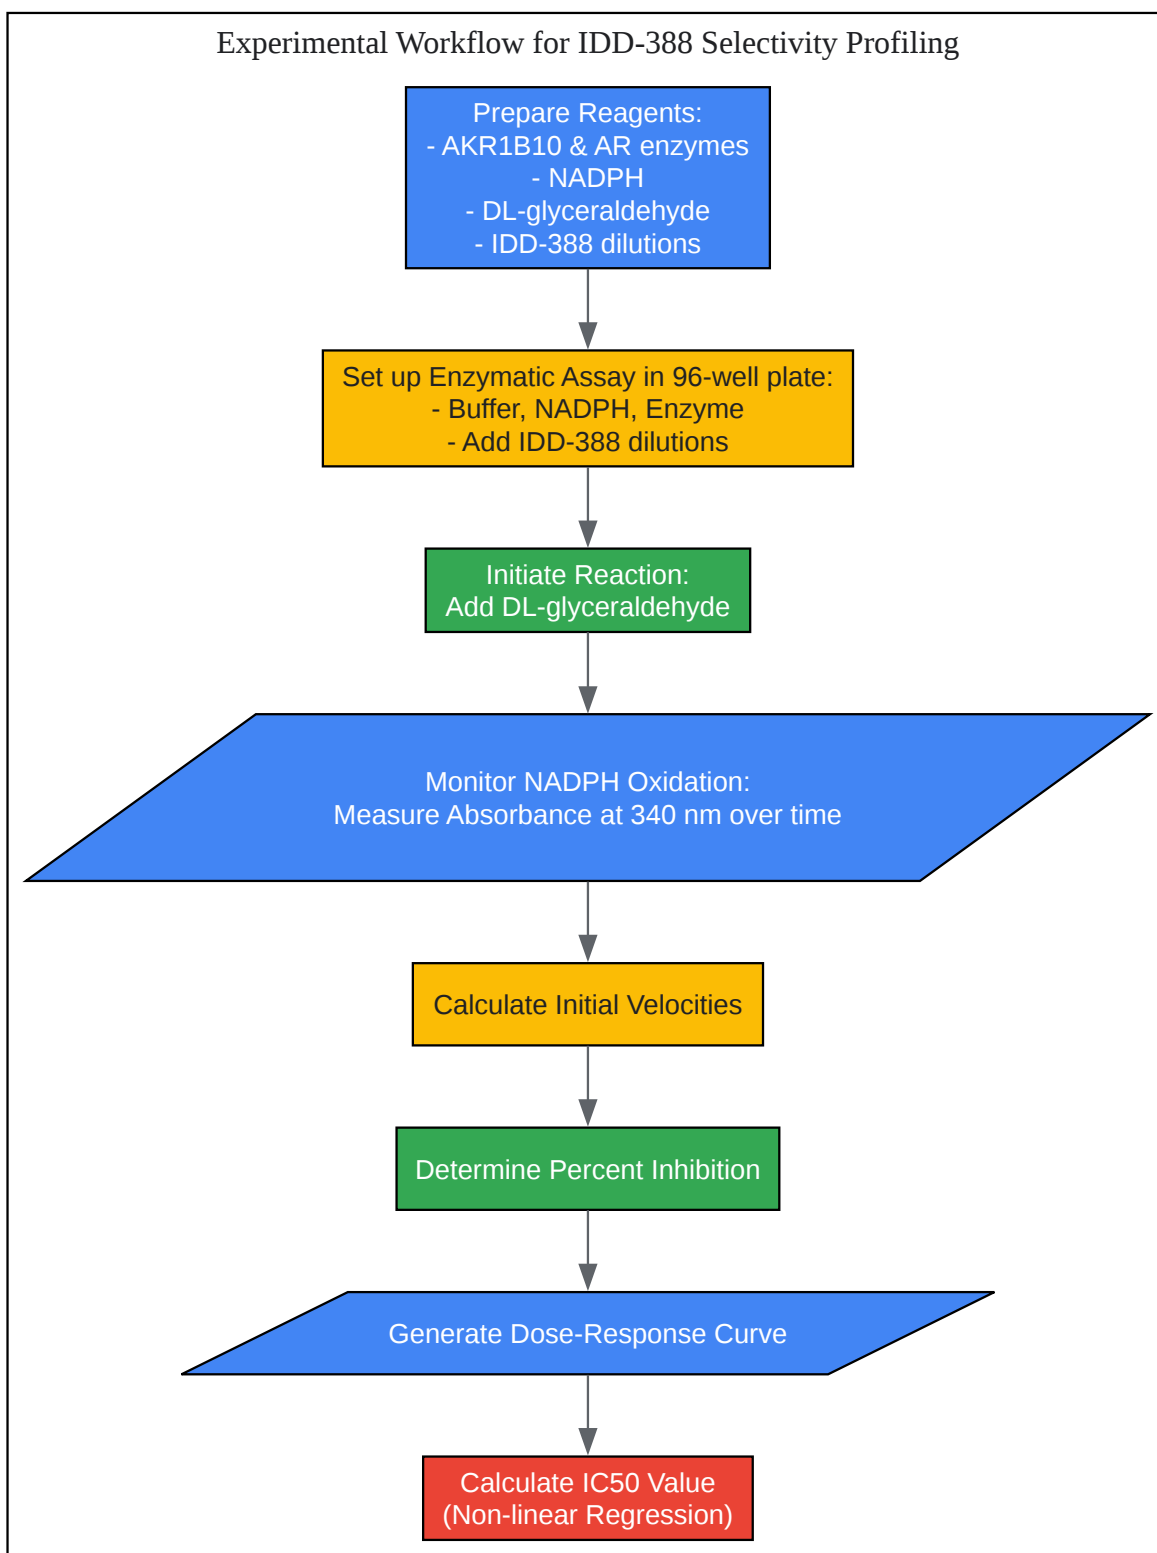 Experimental Workflow for IDD-388 Selectivity Profiling
Prepare Reagents:
- AKR1B10 & AR enzymes
- NADPH
- DL-glyceraldehyde
- IDD-388 dilutions
Set up Enzymatic Assay in 96-well plate:
- Buffer, NADPH, Enzyme
- Add IDD-388 dilutions
Initiate Reaction:
Add DL-glyceraldehyde
Monitor NADPH Oxidation:
Measure Absorbance at 340 nm over time
Calculate Initial Velocities
Determine Percent Inhibition
Generate Dose-Response Curve
Calculate IC50 Value
(Non-linear Regression)